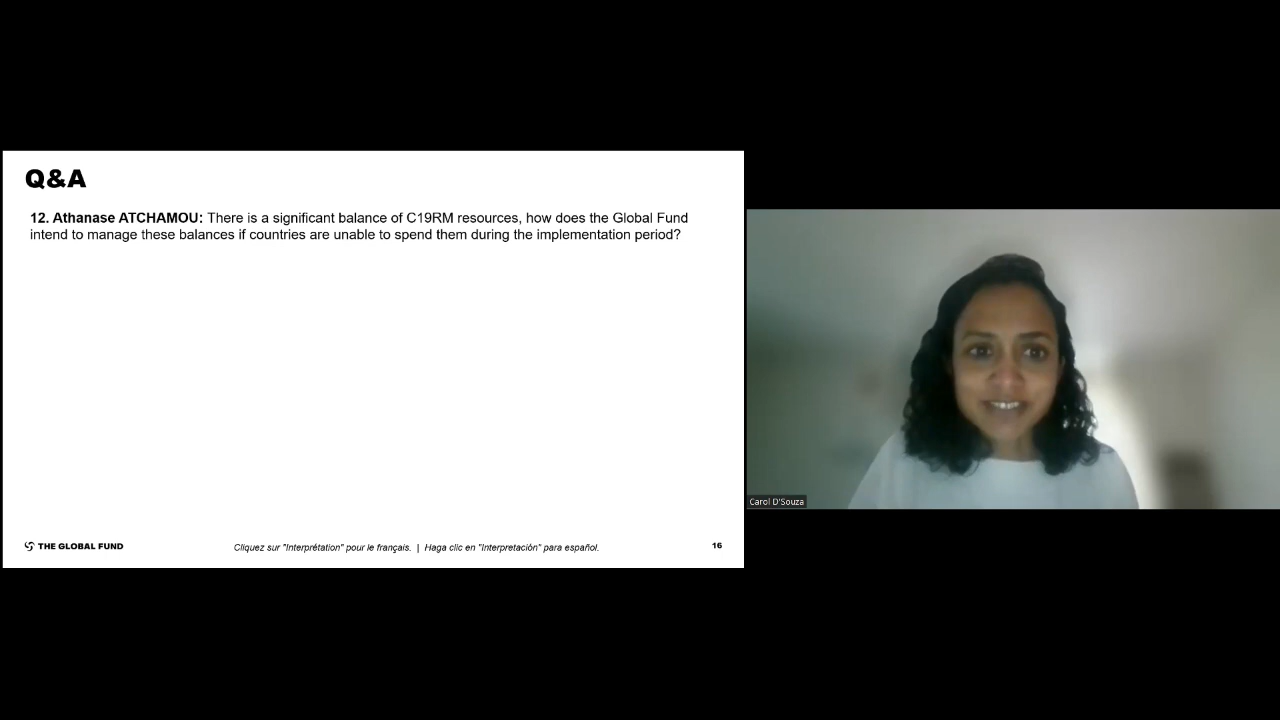 Q&A
12. Athanase ATCHAMOU: There is a significant balance of C19RM resources, how does the Global Fund
intend to manage these balances if countries are unable to spend them during the implementation period?
THE GLOBAL FUND
Cliquez sur "Interprétation" pour le français. | Haga clic en "Interpretación" para español.
16
Carol D'Souza